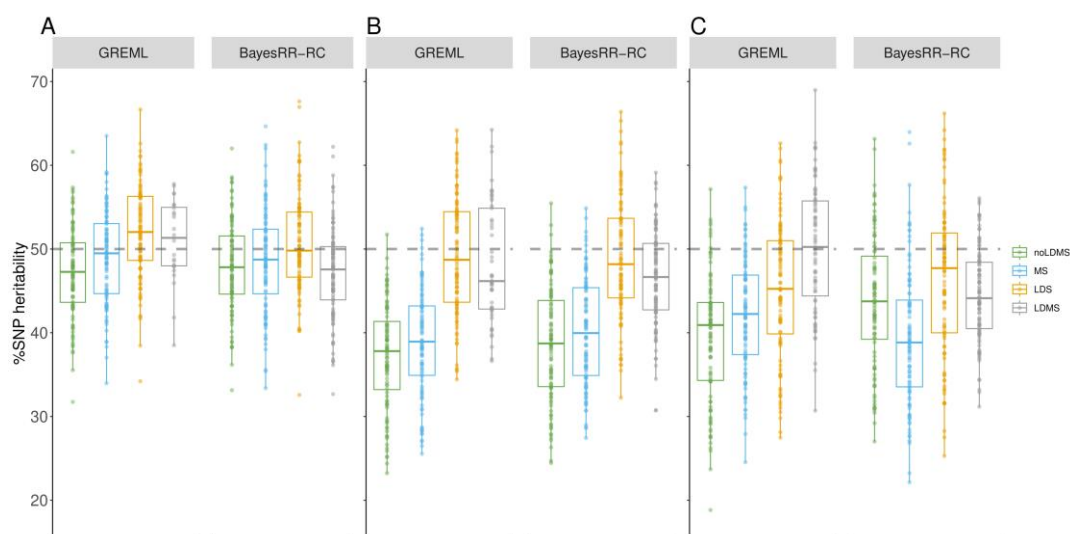 A
B
C
GREML
BayesRR−RC
GREML
BayesRR−RC
GREML
BayesRR−RC
%SNP heritability
70
60
50
40
30
20
noLDMS
MS
LDS
LDMS